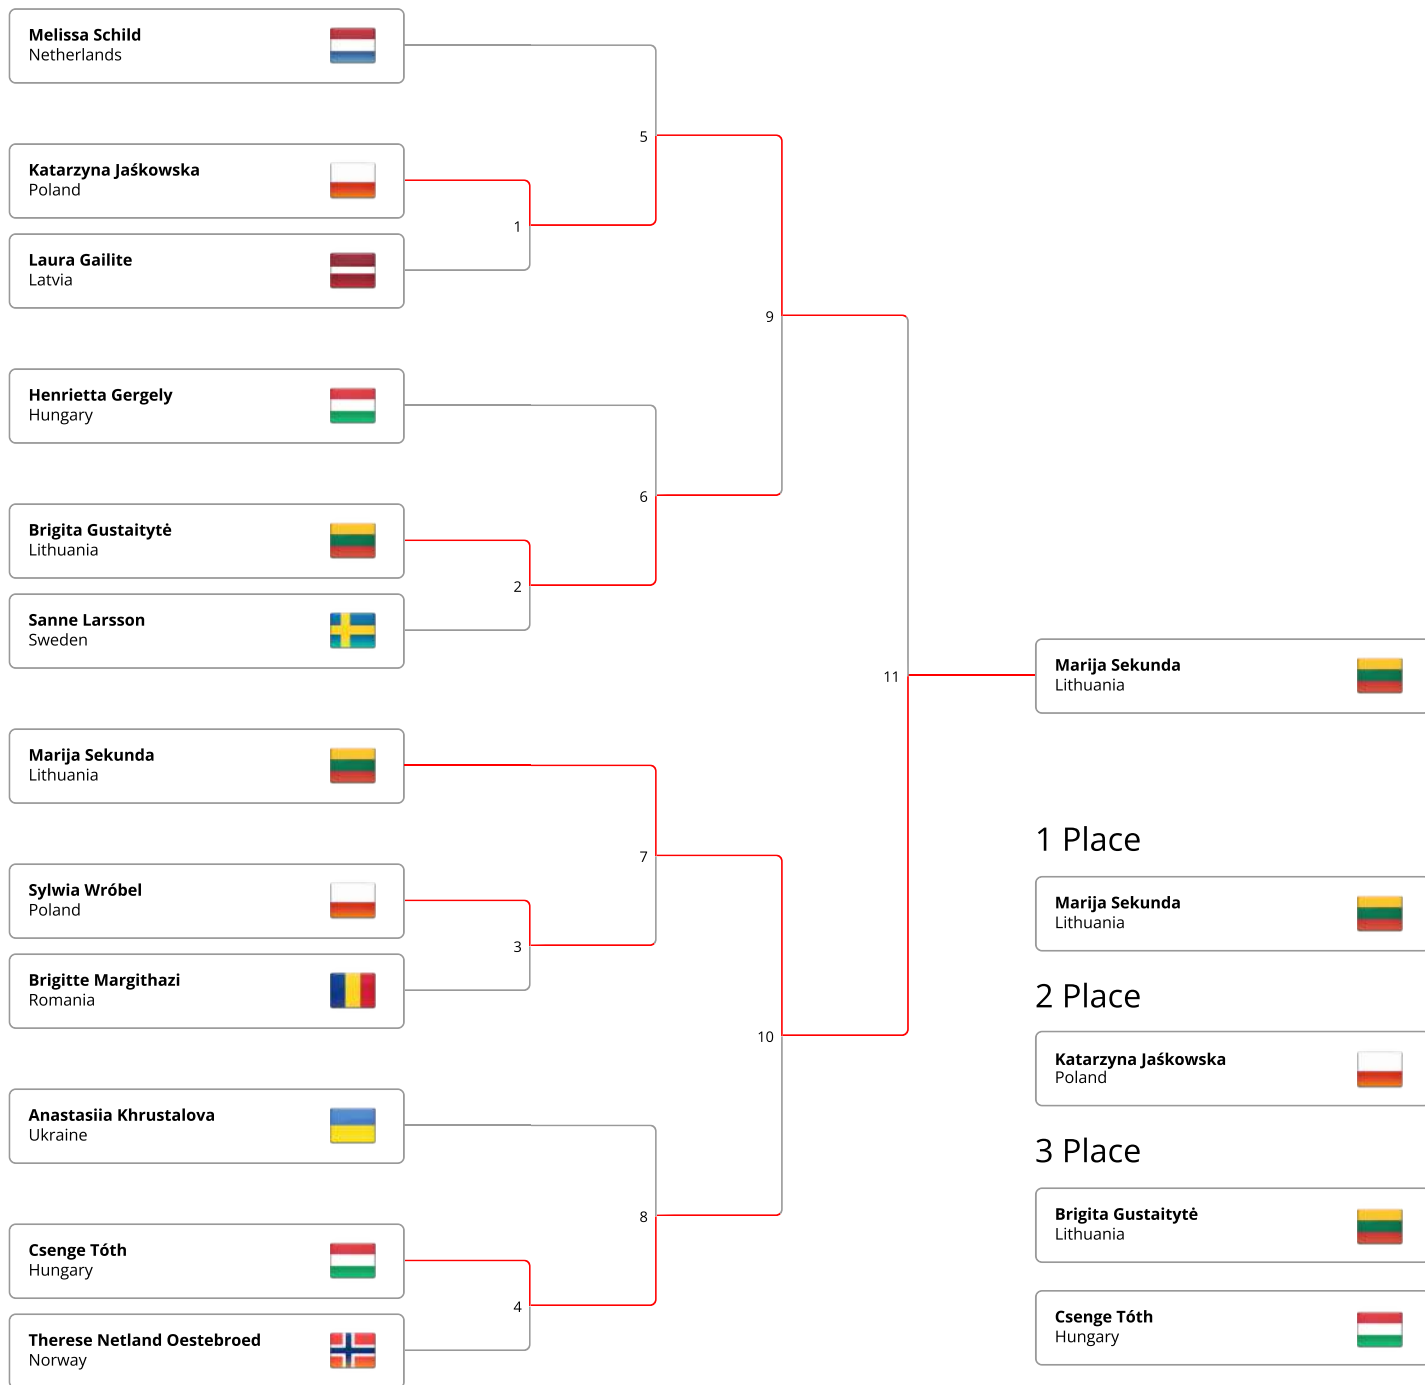 Melissa Schild
Netherlands
5
Katarzyna Jaśkowska
Poland
1
Laura Gailite
Latvia
9
Henrietta Gergely
Hungary
6
Brigita Gustaitytė
Lithuania
2
Sanne Larsson
Sweden
11
Marija Sekunda
Lithuania
Marija Sekunda
Lithuania
7
Sylwia Wróbel
Poland
3
Brigitte Margithazi
Romania
10
Anastasiia Khrustalova
Ukraine
8
Csenge Tóth
Hungary
4
Therese Netland Oestebroed
Norway
1 Place
Marija Sekunda
Lithuania
2 Place
Katarzyna Jaśkowska
Poland
3 Place
Brigita Gustaitytė
Lithuania
Csenge Tóth
Hungary